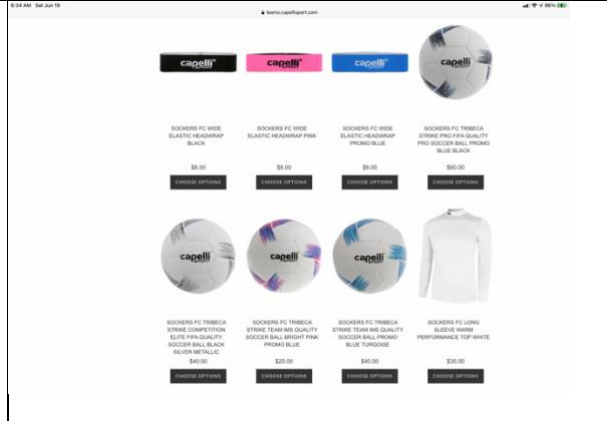 8:34 AM Sat Jun 18
96%
teams.capellisport.com
capelli
capelli
capelli
capelli
SOCKERS FC WIDE
ELASTIC HEADWRAP
BLACK
$8.00
CHOOSE OPTIONS
SOCKERS FC WIDE
ELASTIC HEADWRAP PINK
$8.00
CHOOSE OPTIONS
SOCKERS FC WIDE
ELASTIC HEADWRAP
PROMO BLUE
$8.00
CHOOSE OPTIONS
SOCKERS FC TRIBECA
STRIKE PRO FIFA QUALITY
PRO SOCCER BALL PROMO
BLUE BLACK
$60.00
CHOOSE OPTIONS
capelli
capelli
capelli
SOCKERS FC TRIBECA
STRIKE COMPETITION
ELITE FIFA QUALITY
SOCCER BALL BLACK
SILVER METALLIC
$40.00
CHOOSE OPTIONS
SOCKERS FC TRIBECA
STRIKE TEAM IMS QUALITY
SOCCER BALL BRIGHT PINK
PROMO BLUE
$20.00
CHOOSE OPTIONS
SOCKERS FC TRIBECA
STRIKE TEAM IMS QUALITY
SOCCER BALL PROMO
BLUE TURQOISE
$40.00
CHOOSE OPTIONS
SOCKERS FC LONG
SLEEVE WARM
PERFORMANCE TOP WHITE
$36.00
CHOOSE OPTIONS